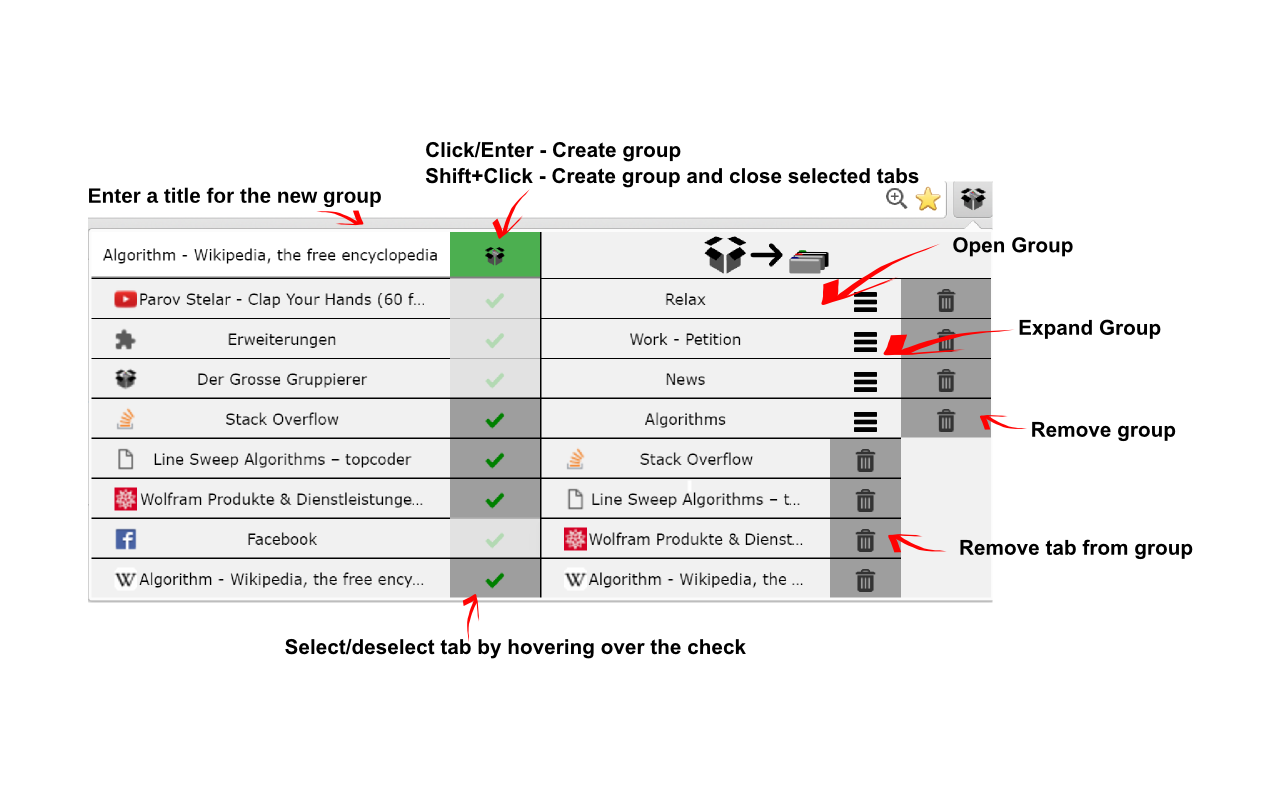 Click/Enter - Create group
Shift+Click - Create group and close selected tabs
Enter a title for the new group
Algorithm - Wikipedia, the free encyclopedia
Open Group
Parov Stelar - Clap Your Hands (60 f...
Relax
Erweiterungen
Work - Petition
Expand Group
Der Grosse Gruppierer
News
Stack Overflow
Algorithms
Remove group
Line Sweep Algorithms – topcoder
Stack Overflow
Wolfram Produkte & Dienstleistunge...
Line Sweep Algorithms – t...
Facebook
Wolfram Produkte & Dienst...
Remove tab from group
W Algorithm - Wikipedia, the free ency...
W Algorithm - Wikipedia, the ...
Select/deselect tab by hovering over the check